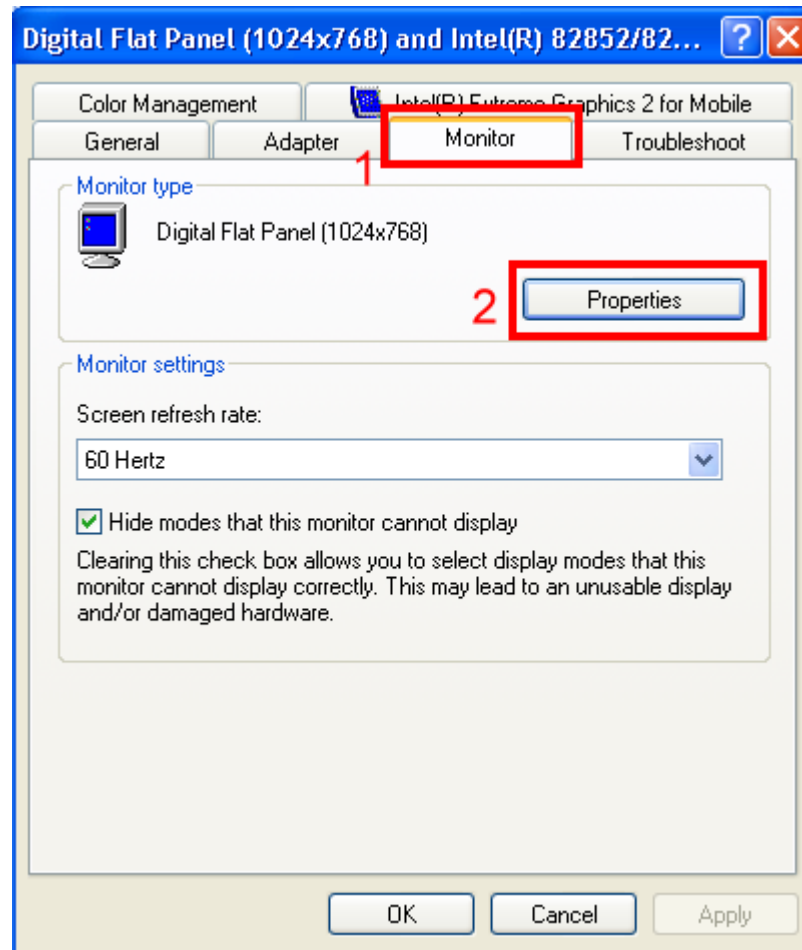 Digital Flat Panel (1024x768) and Intel(R) 82852/82...
Color Management
Intel(R) Extreme Graphics 2 for Mobile
General
Adapter
Monitor
Troubleshoot
1
Monitor type
Digital Flat Panel (1024x768)
2
Properties
Monitor settings
Screen refresh rate:
60 Hertz
Hide modes that this monitor cannot display
Clearing this check box allows you to select display modes that this
monitor cannot display correctly. This may lead to an unusable display
and/or damaged hardware.
OK
Cancel
Apply